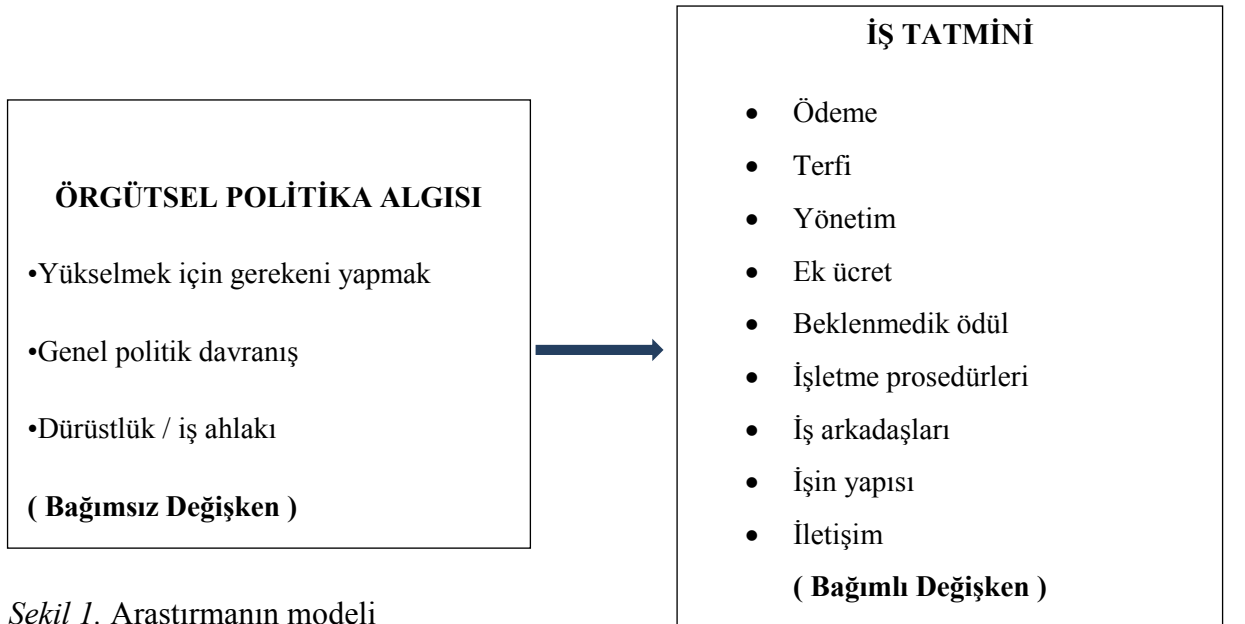 ÖRGÜTSEL POLİTİKA ALGISI
•Yükselmek için gerekeni yapmak
•Genel politik davranış
•Dürüstlük / iş ahlakı
( Bağımsız Değişken )
İŞ TATMİNİ
• Ödeme
• Terfi
• Yönetim
• Ek ücret
• Beklenmedik ödül
• İşletme prosedürleri
• İş arkadaşları
• İşin yapısı
• İletişim
( Bağımlı Değişken )
Şekil 1. Araştırmanın modeli